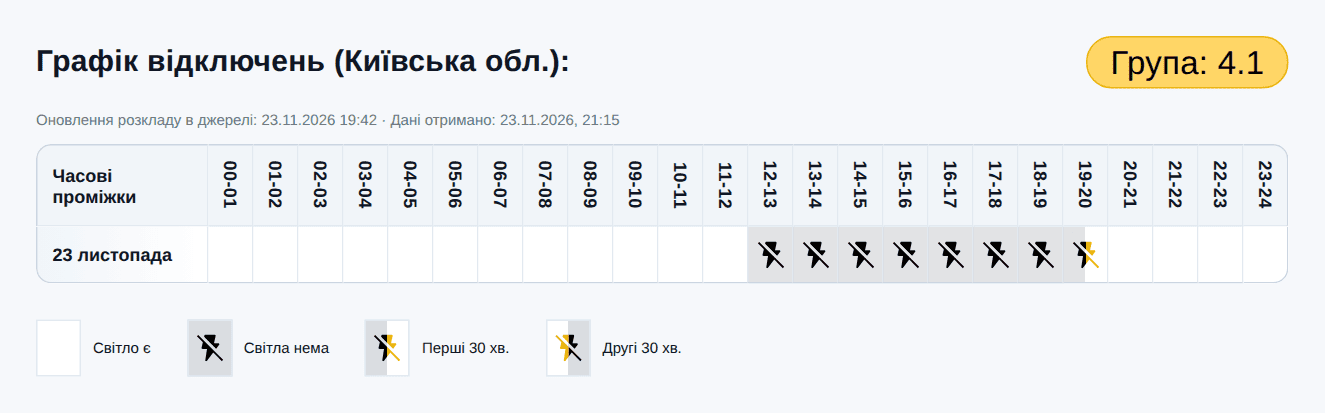 Графік відключень (Київська обл.):
Група: 4.1
Оновлення розкладу в джерелі: 23.11.2026 19:42 · Дані отримано: 23.11.2026, 21:15
Часові
проміжки
00-01
01-02
02-03
03-04
04-05
05-06
06-07
07-08
08-09
09-10
10-11
11-12
12-13
13-14
14-15
15-16
16-17
17-18
18-19
19-20
20-21
21-22
22-23
23-24
23 листопада
Світло є
Світла нема
Перші 30 хв.
Другі 30 хв.